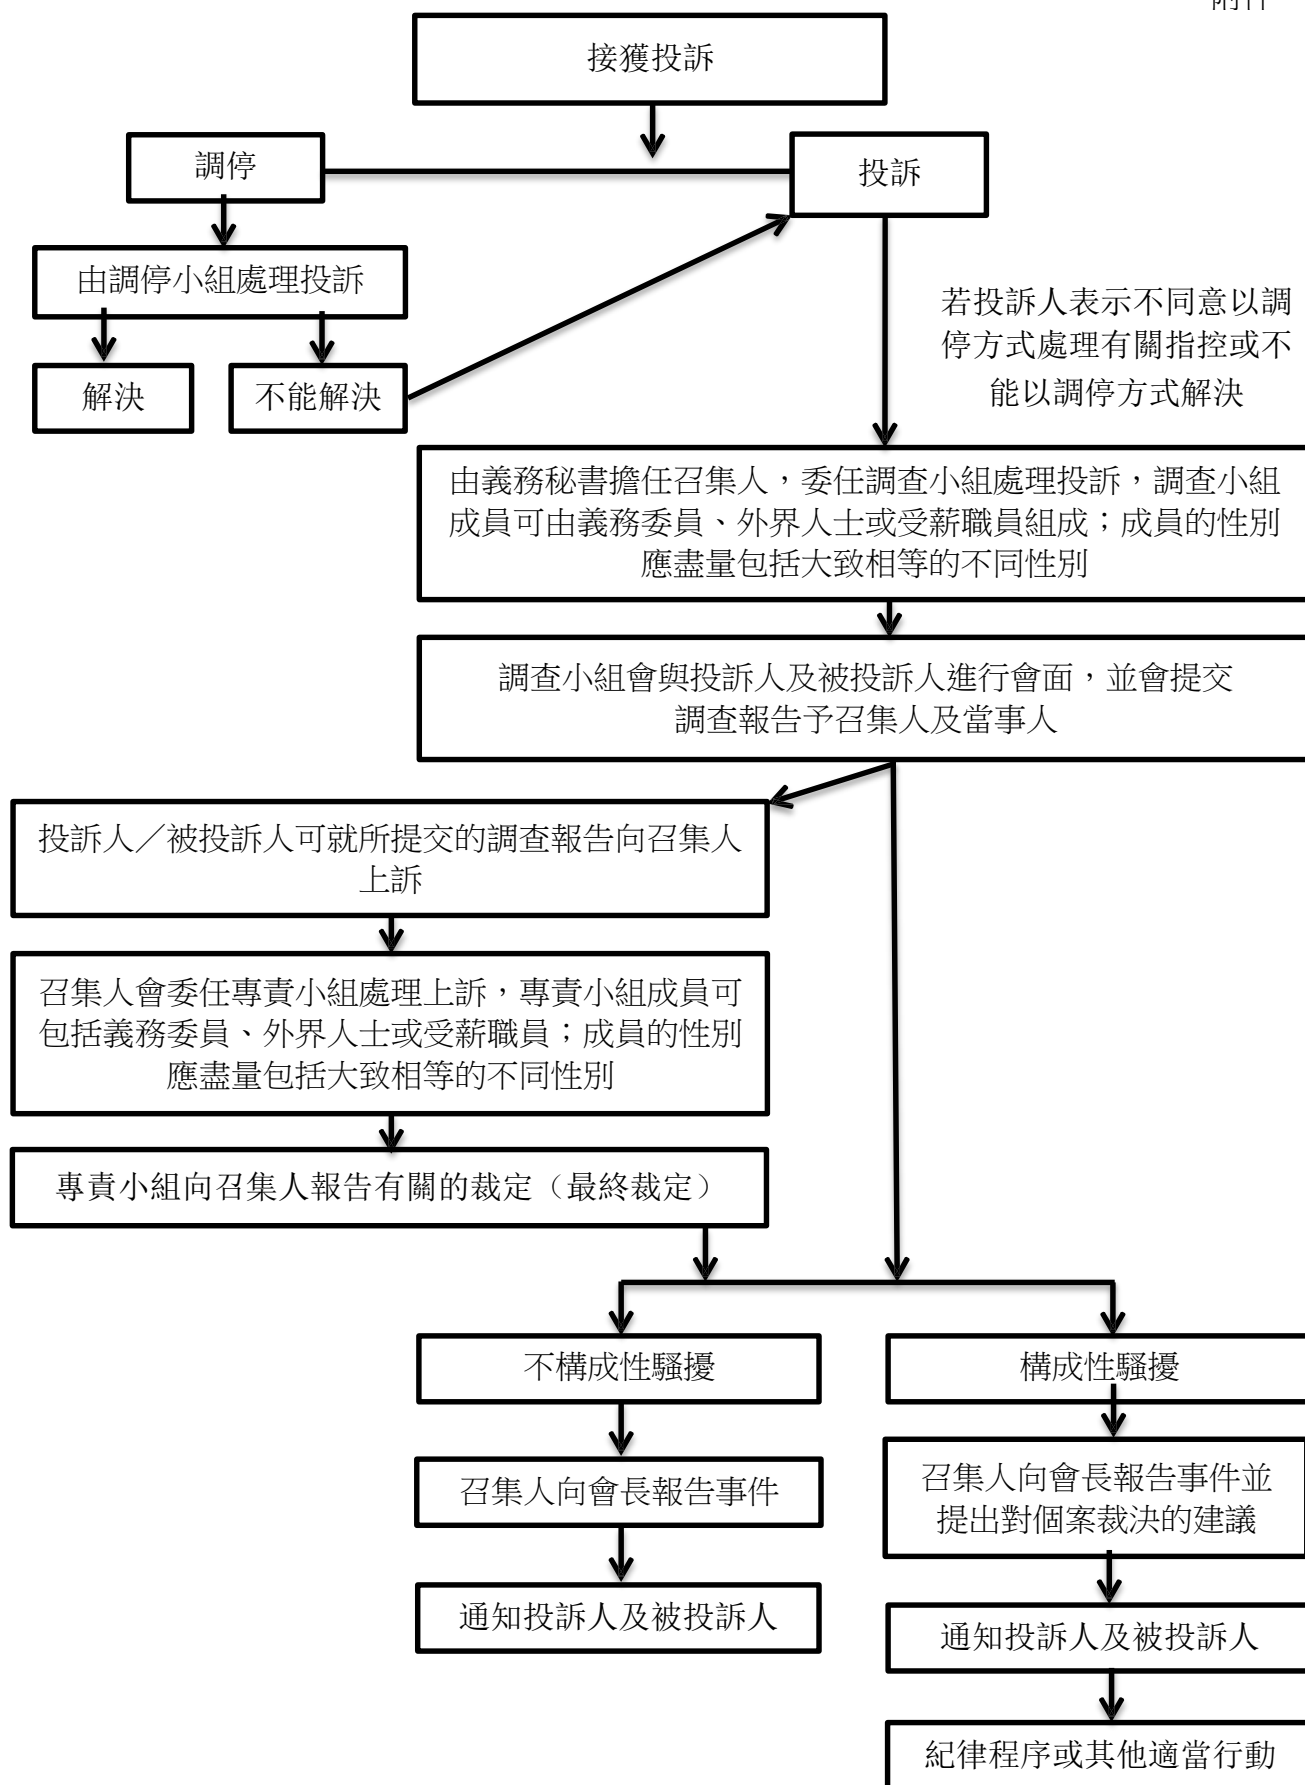 附件
接獲投訴
調停
投訴
由調停小組處理投訴
若投訴人表示不同意以調
停方式處理有關指控或不
能以調停方式解決
解決
不能解決
由義務秘書擔任召集人，委任調查小組處理投訴，調查小組
成員可由義務委員、外界人士或受薪職員組成；成員的性別
應盡量包括大致相等的不同性別
調查小組會與投訴人及被投訴人進行會面，並會提交
調查報告予召集人及當事人
投訴人／被投訴人可就所提交的調查報告向召集人
上訴
召集人會委任專責小組處理上訴，專責小組成員可
包括義務委員、外界人士或受薪職員；成員的性別
應盡量包括大致相等的不同性別
專責小組向召集人報告有關的裁定（最終裁定）
不構成性騷擾
構成性騷擾
召集人向會長報告事件
召集人向會長報告事件並
提出對個案裁決的建議
通知投訴人及被投訴人
通知投訴人及被投訴人
紀律程序或其他適當行動